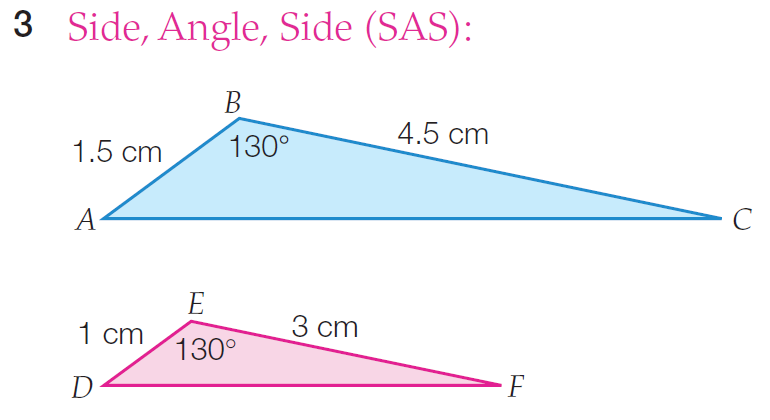 3 Side, Angle, Side (SAS):
B
1.5 cm
130°
4.5 cm
A
C
E
1 cm
130°
3 cm
D
F